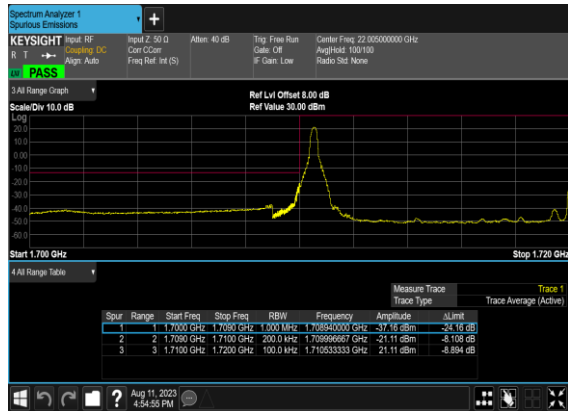 Spectrum Analyzer 1
Spurious Emissions
+
KEYSIGHT Input: RF Input Z: 50 Ω Atten: 40 dB Trig: Free Run Center Freq: 22.005000000 GHz
R T Coupling: DC Corr CCorr Gate: Off Avg|Hold: 100/100
Align: Auto Freq Ref: Int (S) IF Gain: Low Radio Std: None
LW PASS
3 All Range Graph
Ref Lvl Offset 8.00 dB
Scale/Div 10.0 dB Ref Value 30.00 dBm
Log
20.0
10.0
0.00
-10.0
-20.0
-30.0
-40.0
-50.0
-60.0
Start 1.700 GHz Stop 1.720 GHz
4 All Range Table
Measure Trace Trace 1
Trace Type Trace Average (Active)
Spur Range Start Freq Stop Freq RBW Frequency Amplitude ΔLimit
1 1 1.7000 GHz 1.7090 GHz 1.000 MHz 1.708940000 GHz -37.16 dBm -24.16 dB
2 2 1.7090 GHz 1.7100 GHz 200.0 kHz 1.709996667 GHz -21.11 dBm -8.108 dB
3 3 1.7100 GHz 1.7200 GHz 100.0 kHz 1.710533333 GHz 21.11 dBm -8.894 dB
? Aug 11, 2023
4:54:55 PM